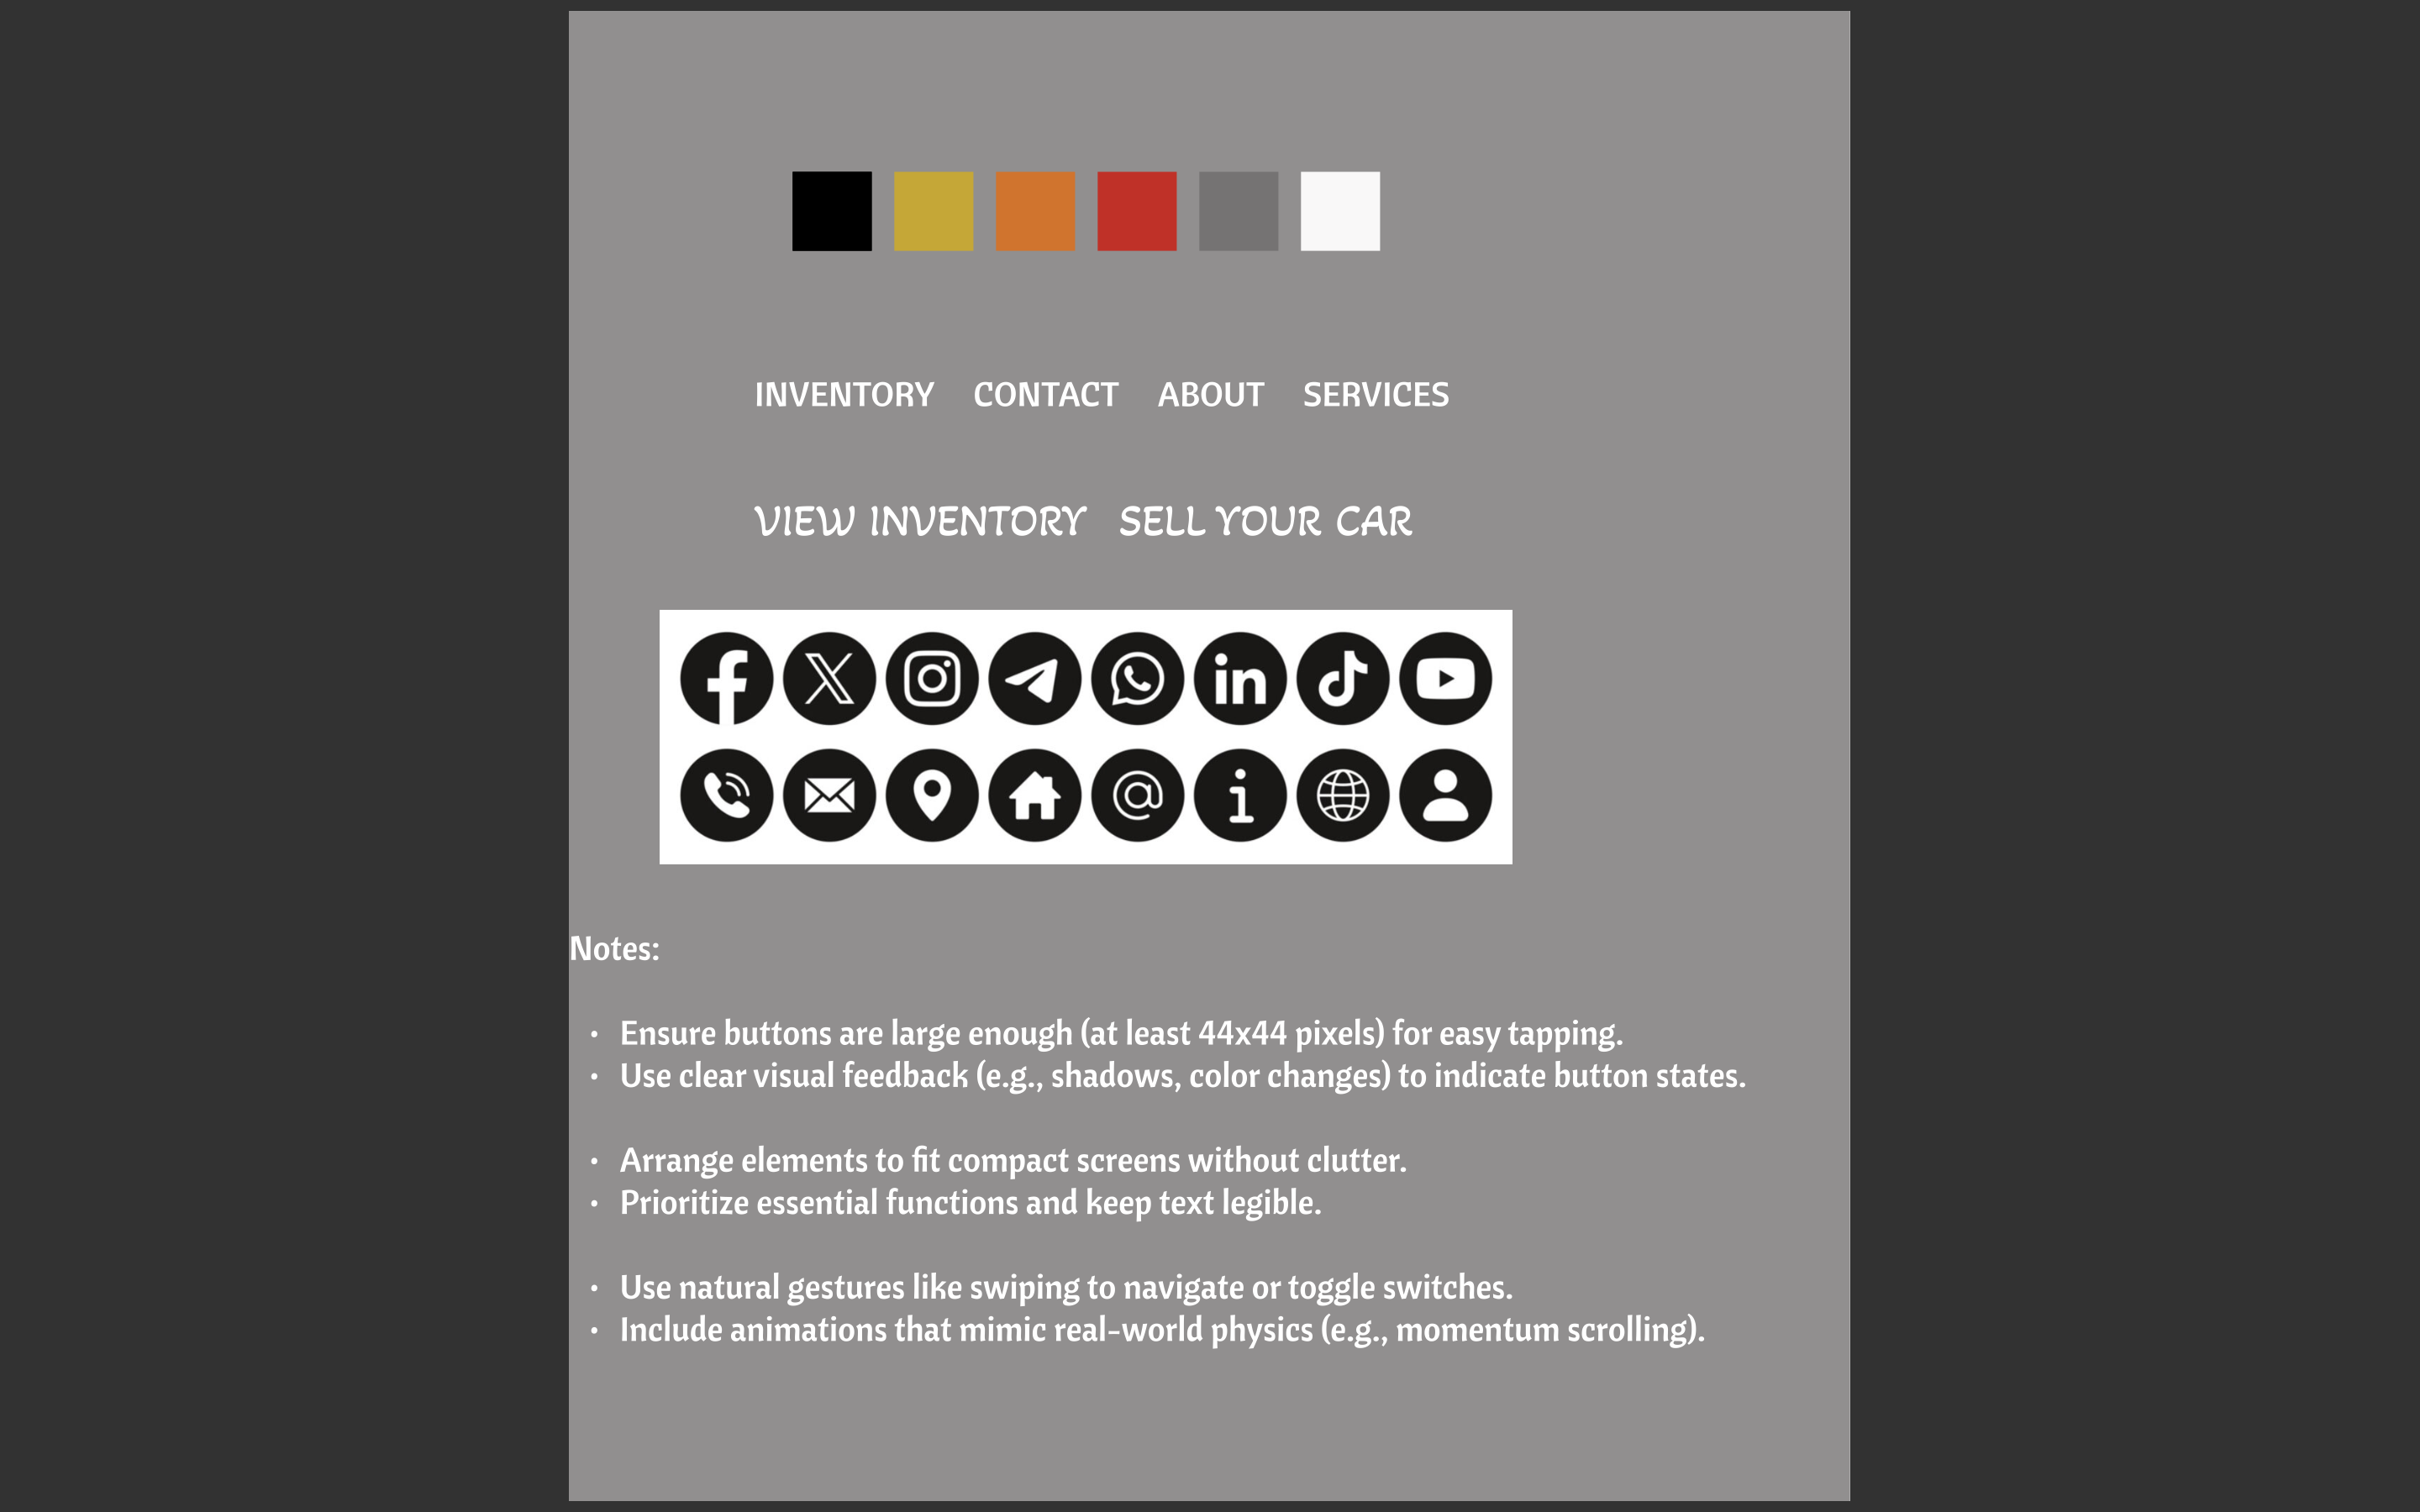 INVENTORY CONTACT ABOUT SERVICES
VIEW INVENTORY SELL YOUR CAR
Notes:
• Ensure buttons are large enough (at least 44x44 pixels) for easy tapping.
• Use clear visual feedback (e.g., shadows, color changes) to indicate button states.
• Arrange elements to fit compact screens without clutter.
• Prioritize essential functions and keep text legible.
• Use natural gestures like swiping to navigate or toggle switches.
• Include animations that mimic real-world physics (e.g., momentum scrolling).